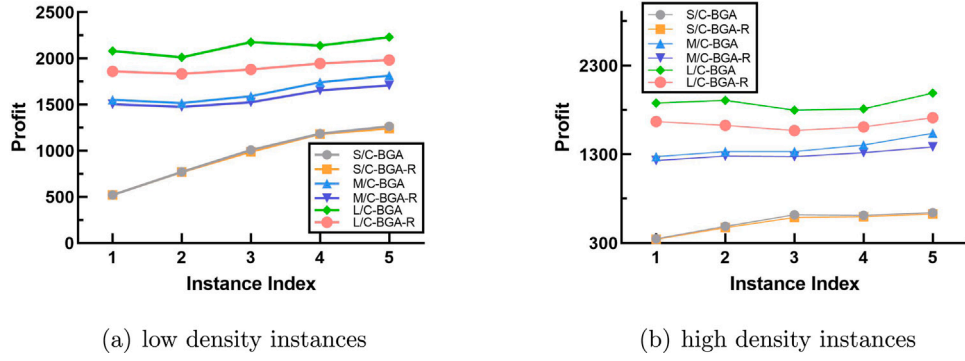 2500
2000
1500
1000
500
0
Profit
S/C-BGA
S/C-BGA-R
M/C-BGA
M/C-BGA-R
L/C-BGA
L/C-BGA-R
1 2 3 4 5
Instance Index
(a) low density instances
2300
1300
300
Profit
S/C-BGA
S/C-BGA-R
M/C-BGA
M/C-BGA-R
L/C-BGA
L/C-BGA-R
1 2 3 4 5
Instance Index
(b) high density instances